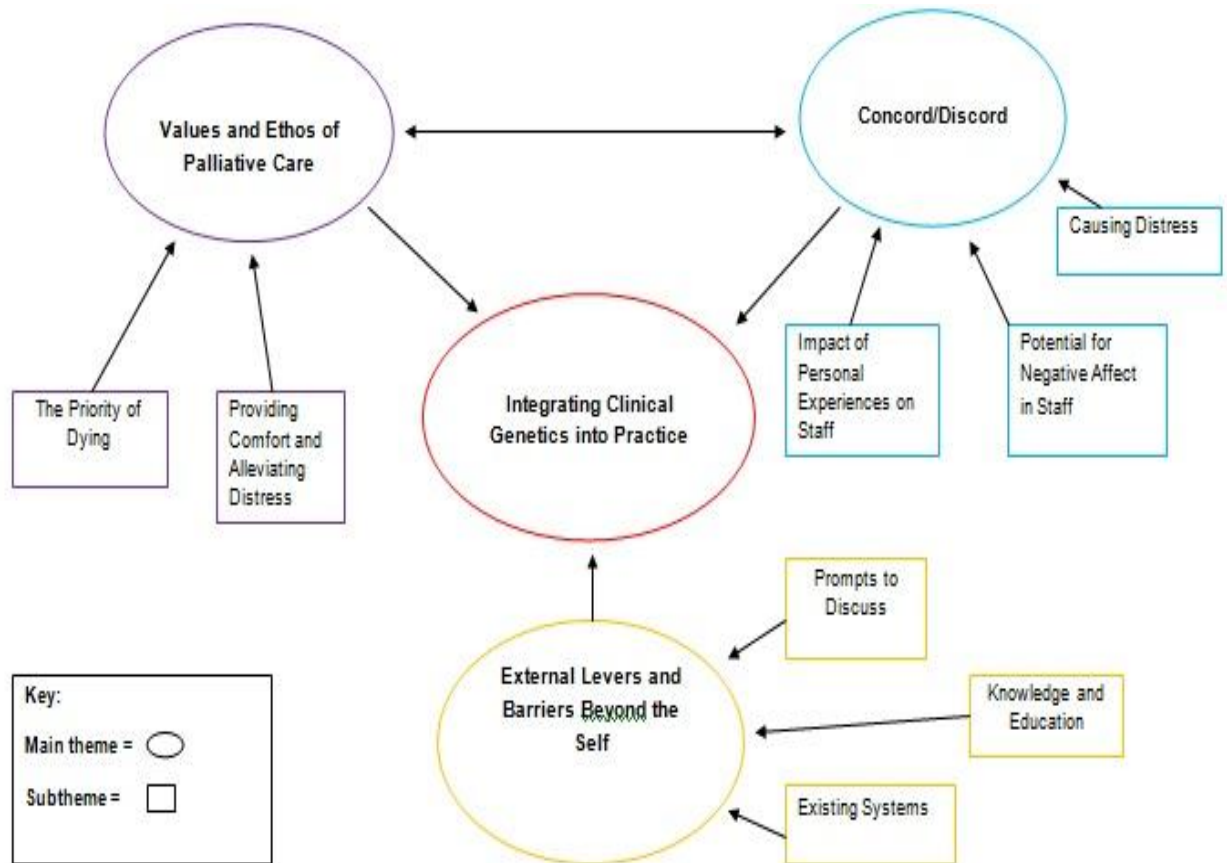 Values and Ethos of
Palliative Care
Concord/Discord
Causing Distress
The Priority of
Dying
Providing
Comfort and
Alleviating
Distress
Integrating Clinical
Genetics into Practice
Impact of
Personal
Experiences on
Staff
Potential for
Negative Affect
in Staff
Prompts to
Discuss
External Levers and
Barriers Beyond the
Self
Knowledge and
Education
Existing Systems
Key:
Main theme =
Subtheme =